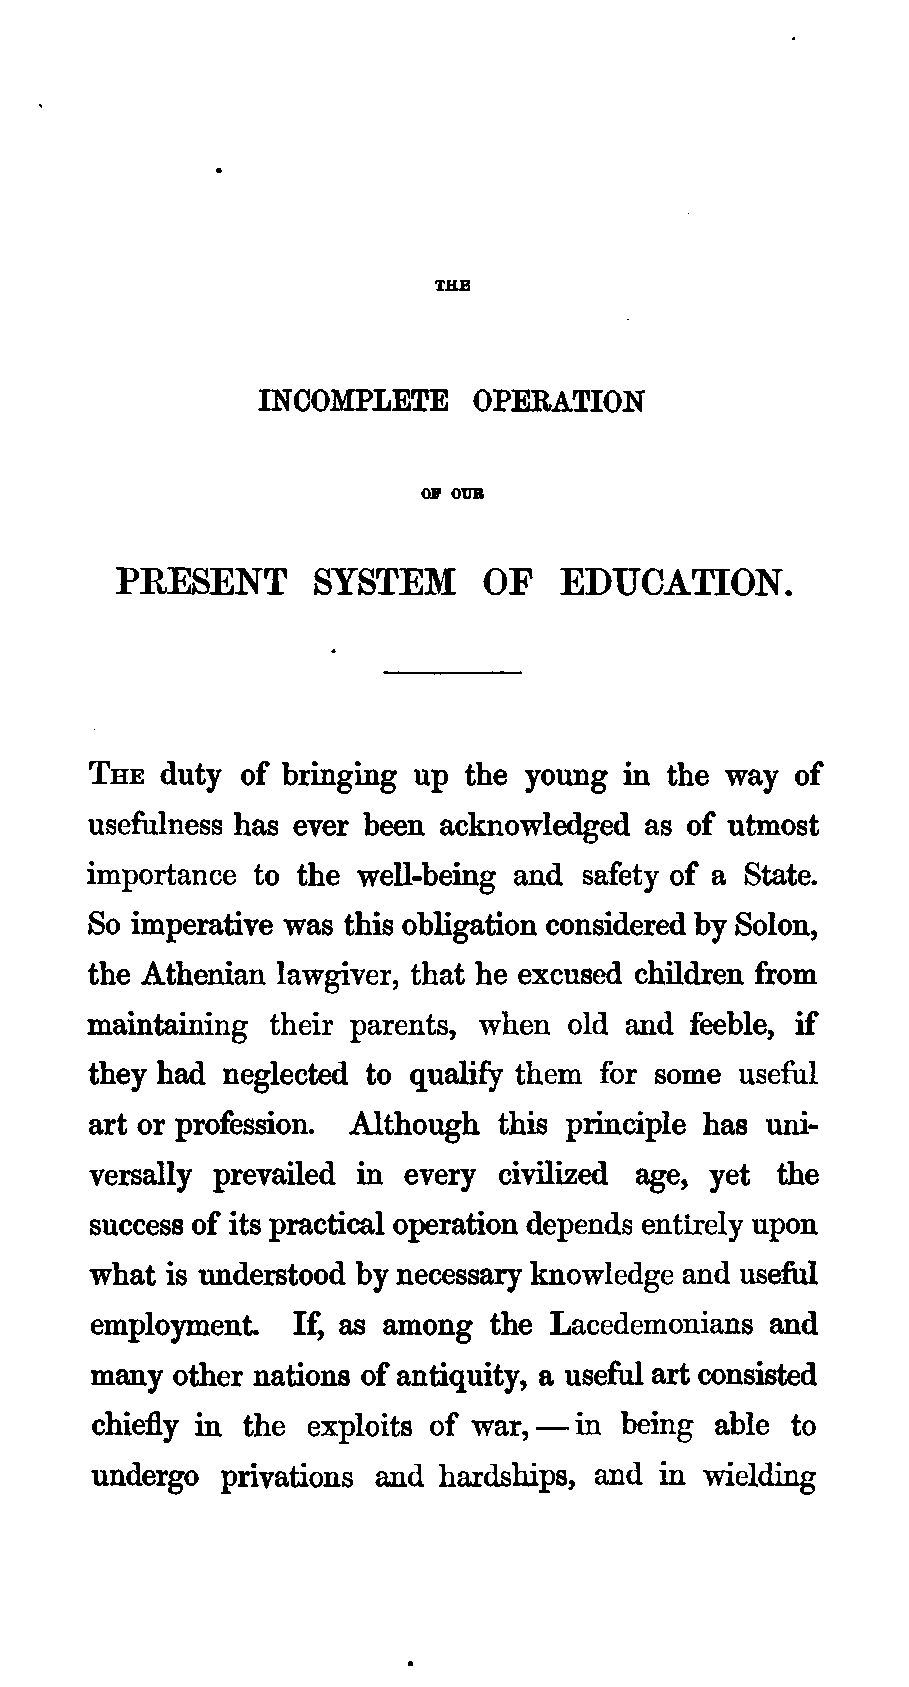 THE
INCOMPLETE OPERATION
OF OUR
PRESENT SYSTEM OF EDUCATION.
THE duty of bringing up the young in the way of
usefulness has ever been acknowledged as of utmost
importance to the well-being and safety of a State.
So imperative was this obligation considered by Solon,
the Athenian lawgiver, that he excused children from
maintaining their parents, when old and feeble, if
they had neglected to qualify them for some useful
art or profession. Although this principle has uni-
versally prevailed in every civilized age, yet the
success of its practical operation depends entirely upon
what is understood by necessary knowledge and useful
employment. If, as among the Lacedemonians and
many other nations of antiquity, a useful art consisted
chiefly in the exploits of war, — in being able to
undergo privations and hardships, and in wielding